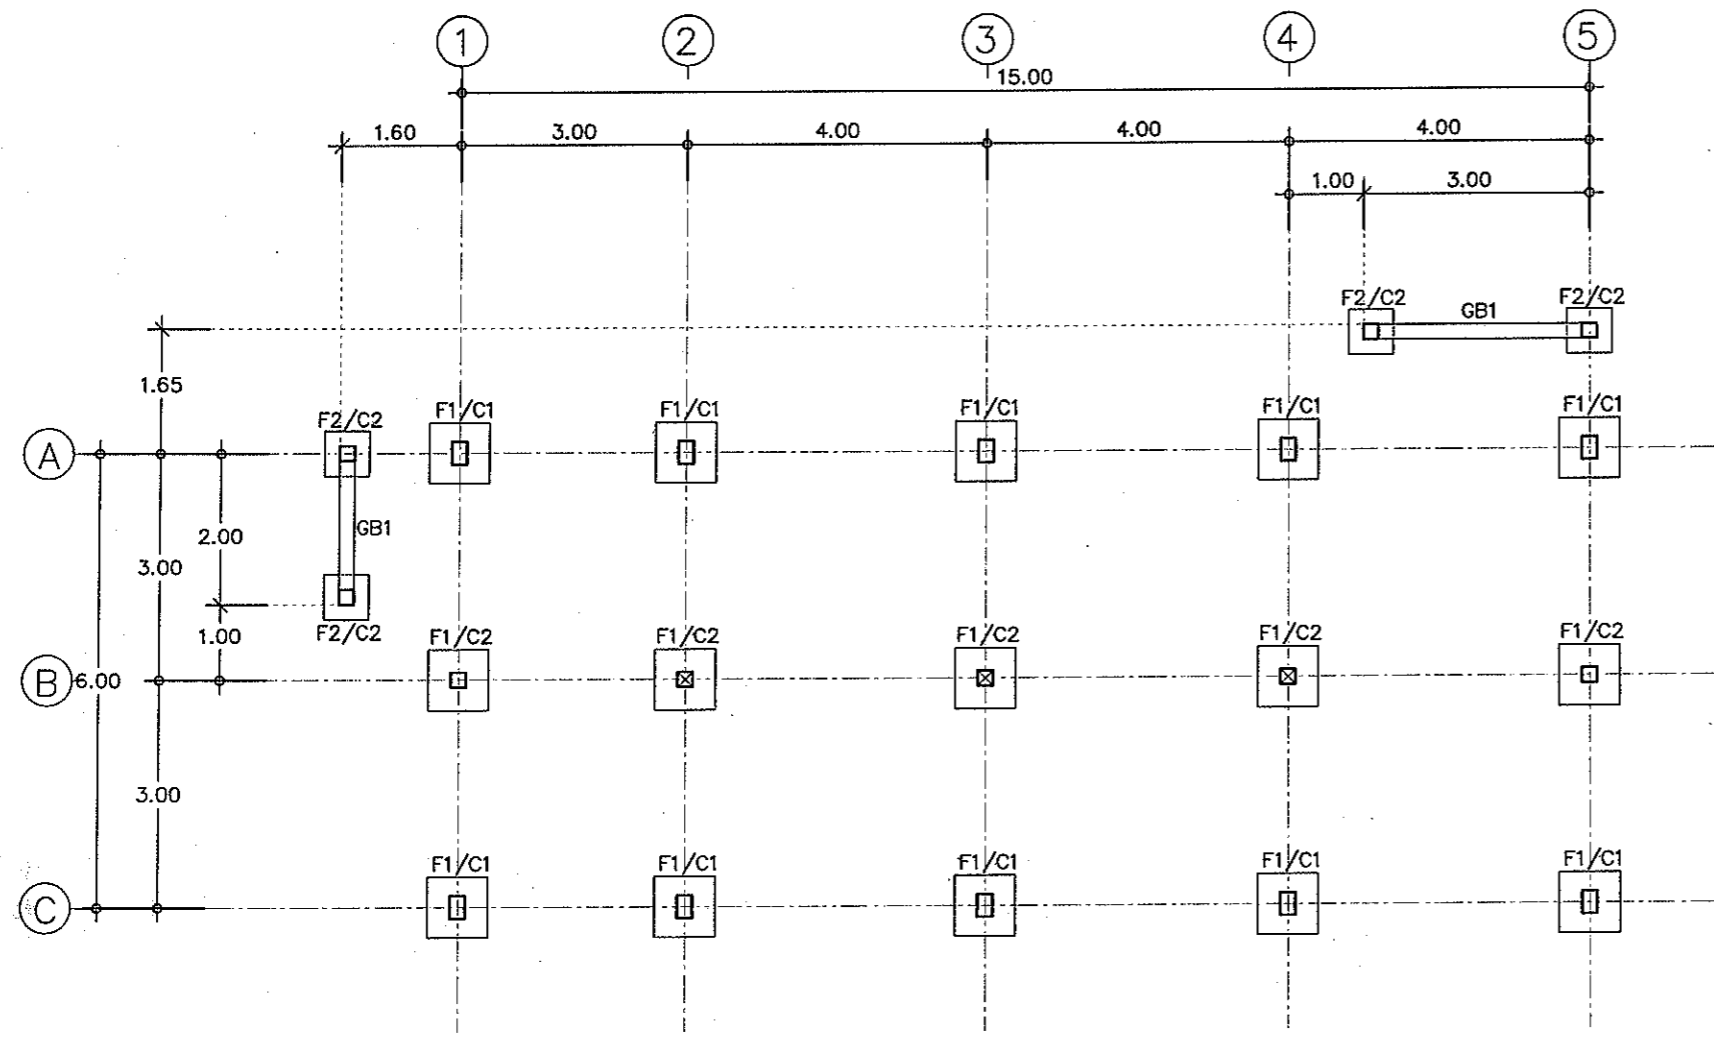 1 2 3 4 5
15.00
1.60 3.00 4.00 4.00 4.00
1.00 3.00
F2/C2 GB1 F2/C2
1.65
F2/C2 F1/C1 F1/C1 F1/C1 F1/C1 F1/C1
A
GB1
2.00
3.00
1.00 F2/C2 F1/C2 F1/C2 F1/C2 F1/C2 F1/C2
B 6.00
3.00
F1/C1 F1/C1 F1/C1 F1/C1 F1/C1
C